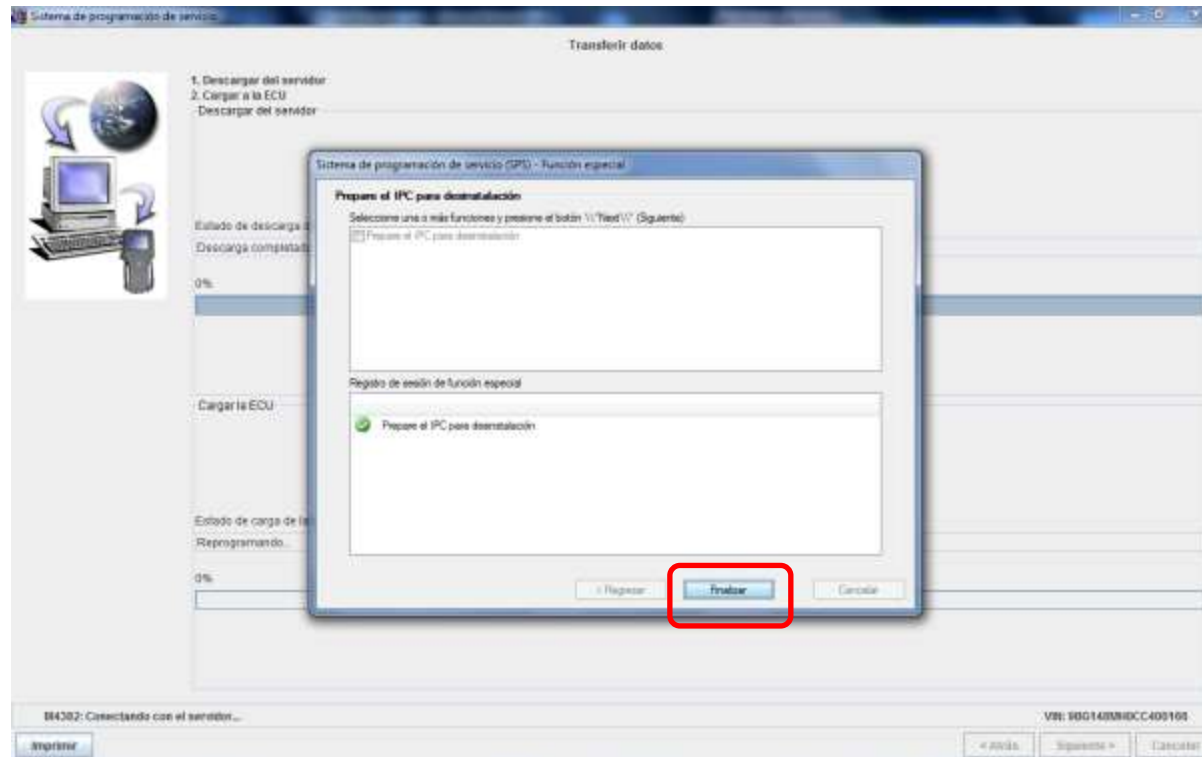 Sistema de programación de servicio
Transferir datos
1. Descargar del servidor
2. Cargar a la ECU
Descargar del servidor
Sistema de programación de servicio (SPS) - Función especial
Prepare el IPC para desinstalación
Seleccione una o más funciones y presione el botón \\"Next\\" (Siguiente)
Prepare el IPC para desinstalación
Estado de descarga
Descarga completada
0%
Registro de sesión de función especial
Cargar la ECU
Prepare el IPC para desinstalación
Estado de carga de la
Reprogramando...
0%
< Regresar
Finalizar
Cancelar
Conectando con el servidor...
VIN:
Imprimir
< Atrás
Siguiente >
Cancelar